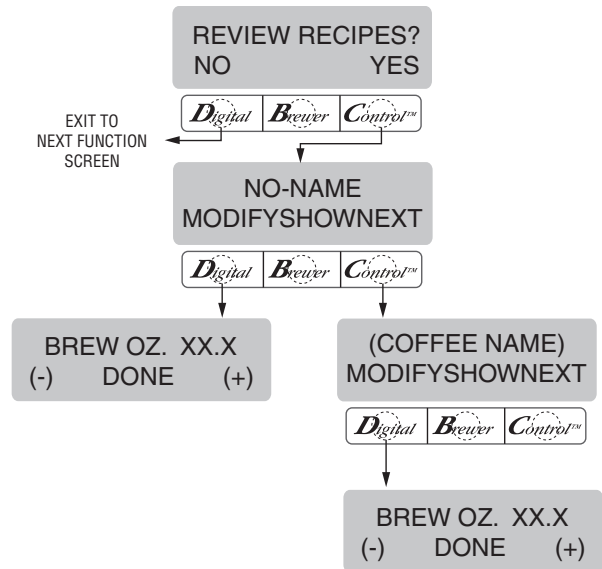 REVIEW RECIPES?
NO YES
Digital Brewer Control™
EXIT TO
NEXT FUNCTION
SCREEN
NO-NAME
MODIFYSHOWNEXT
Digital Brewer Control™
BREW OZ. XX.X
(-) DONE (+)
(COFFEE NAME)
MODIFYSHOWNEXT
Digital Brewer Control™
BREW OZ. XX.X
(-) DONE (+)